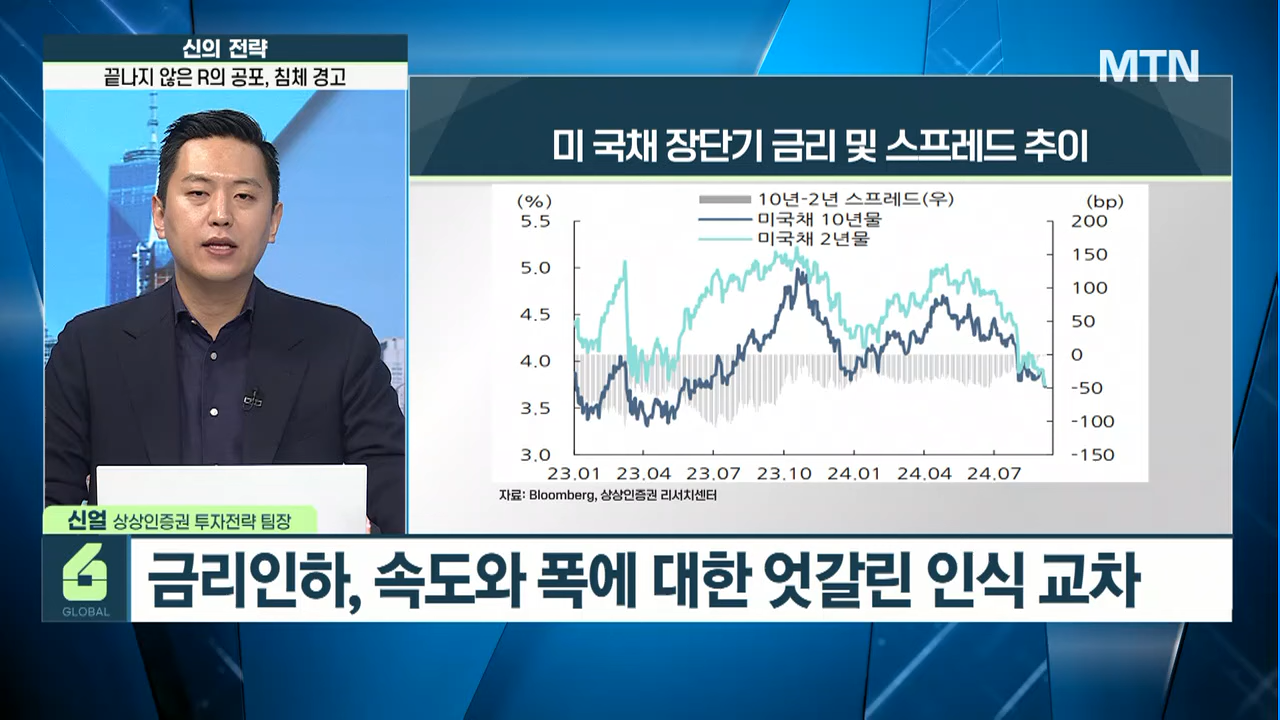 신의 전략
끝나지 않은 R의 공포, 침체 경고
MTN
미 국채 장단기 금리 및 스프레드 추이
(%)
(bp)
10년-2년 스프레드(우)
미국채 10년물
미국채 2년물
5.5
5.0
4.5
4.0
3.5
3.0
200
150
100
50
0
-50
-100
-150
23.01 23.04 23.07 23.10 24.01 24.04 24.07
자료: Bloomberg, 상상인증권 리서치센터
신얼 상상인증권 투자전략 팀장
6
GLOBAL
금리인하, 속도와 폭에 대한 엇갈린 인식 교차